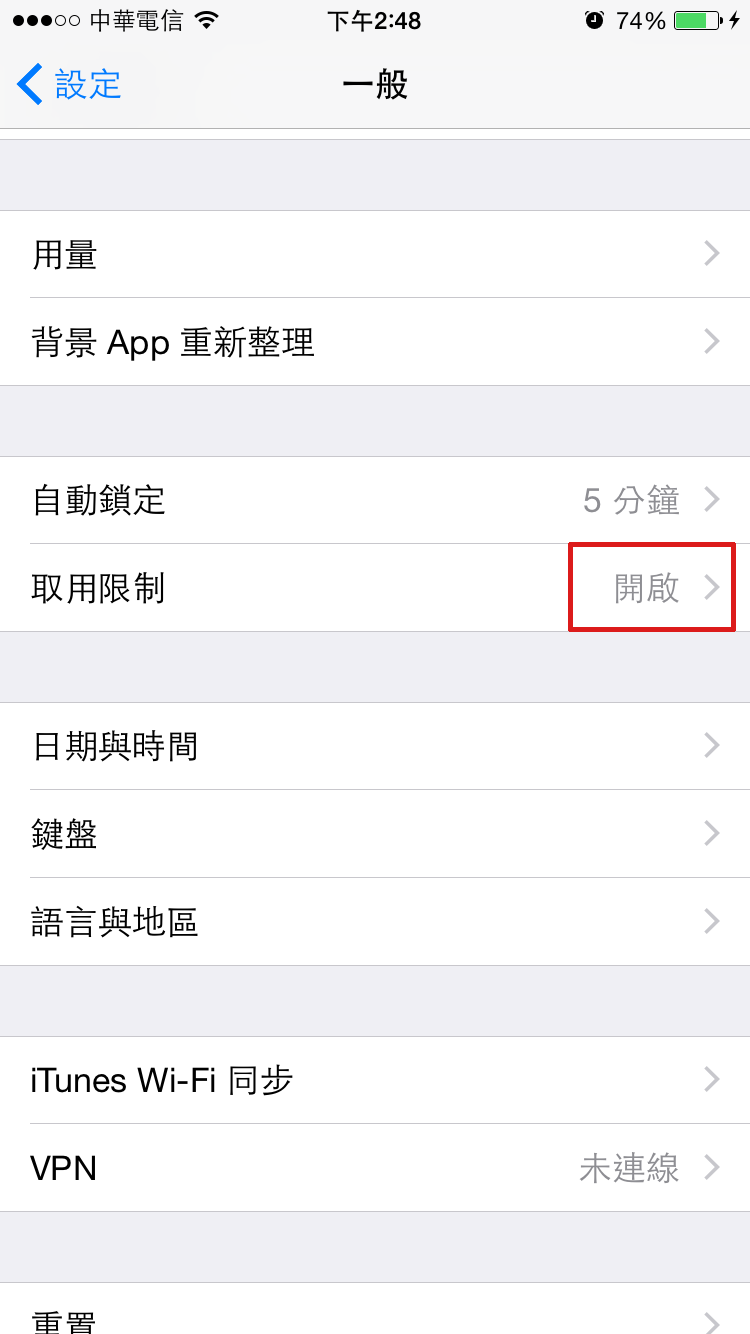 中華電信 下午2:48 74%
設定 一般
用量
背景 App 重新整理
自動鎖定 5 分鐘
取用限制 開啟
日期與時間
鍵盤
語言與地區
iTunes Wi-Fi 同步
VPN 未連線
重置